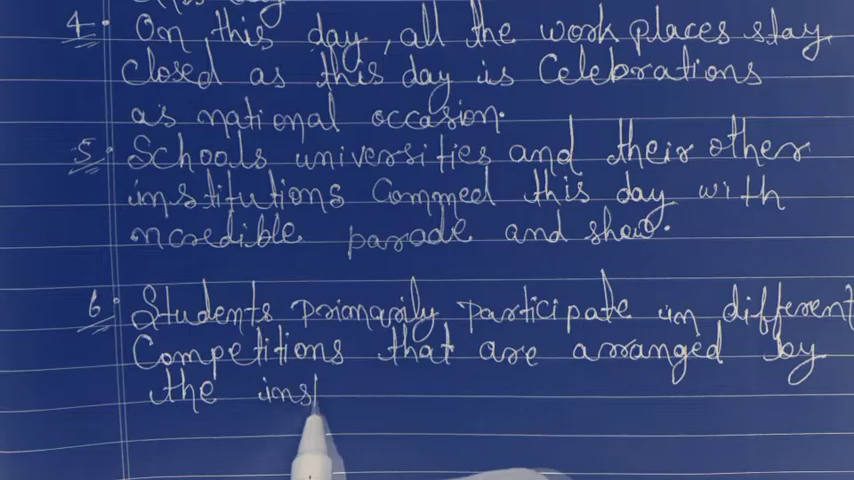 4. On this day, all the work places stay
closed as this day is Celebrations
as national occasion.
5. Schools universities and their other
institutions Commed this day with
ncredible parade and show.
6. Students primarily participate in different
Competitions that are arranged by
the ins